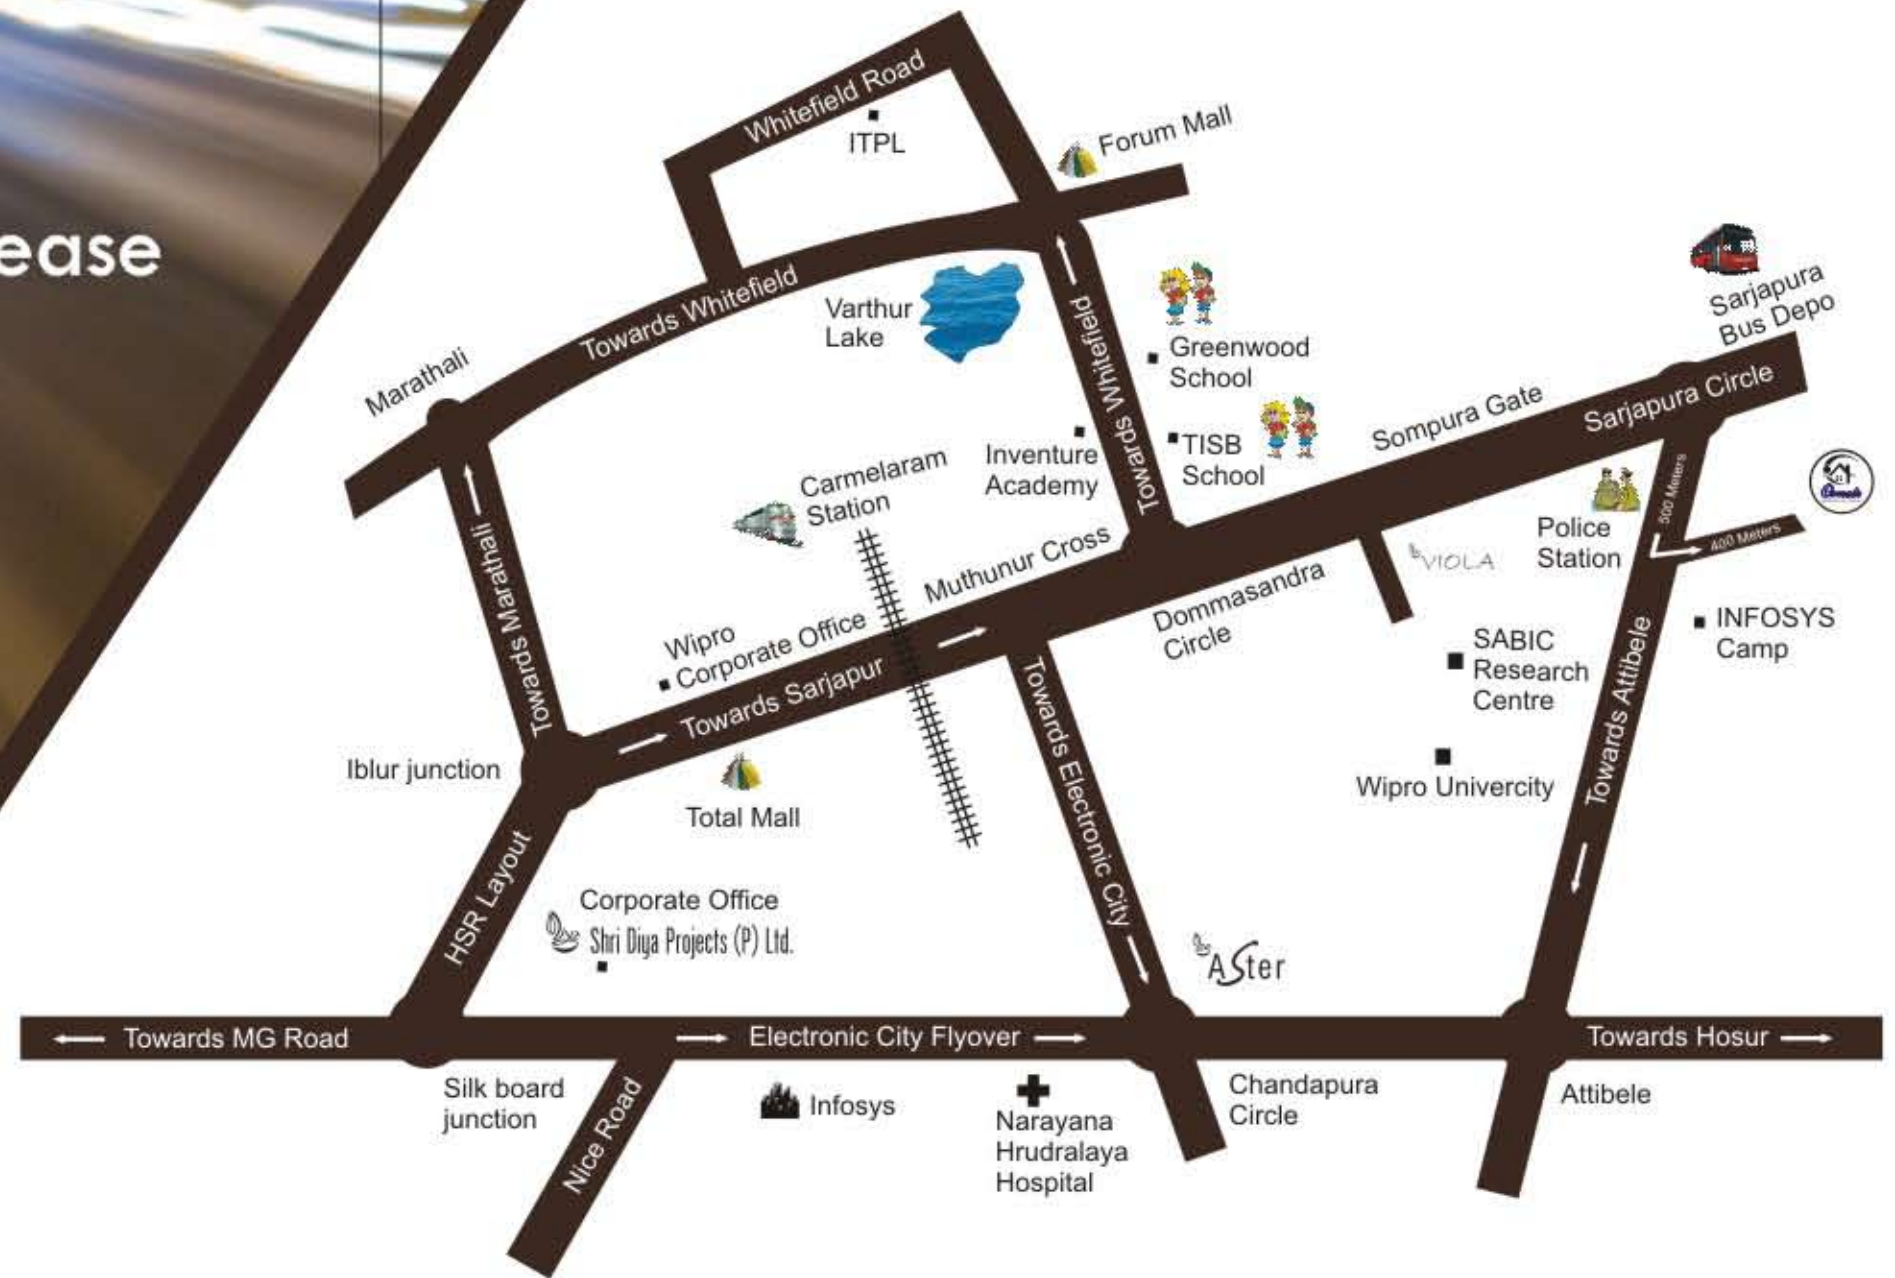 ease
Whitefield Road
ITPL
Forum Mall
Towards Whitefield
Varthur
Lake
Marathali
Towards Whitefield
Greenwood
School
TISB
School
Inventure
Academy
Sarjapura
Bus Depo
Sarjapura Circle
Sompura Gate
Carmelaram
Station
Muthunur Cross
Towards Marathali
Wipro
Corporate Office
Towards Sarjapur
Dommasandra
Circle
VIOLA
Police
Station
500 Meters
400 Meters
INFOSYS
Camp
SABIC
Research
Centre
Wipro Univercity
Towards Attibele
Iblur junction
Total Mall
Towards Electronic City
HSR Layout
Corporate Office
Shri Diya Projects (P) Ltd.
Aster
Towards MG Road
Electronic City Flyover
Towards Hosur
Silk board
junction
Nice Road
Infosys
Narayana
Hrudralaya
Hospital
Chandapura
Circle
Attibele